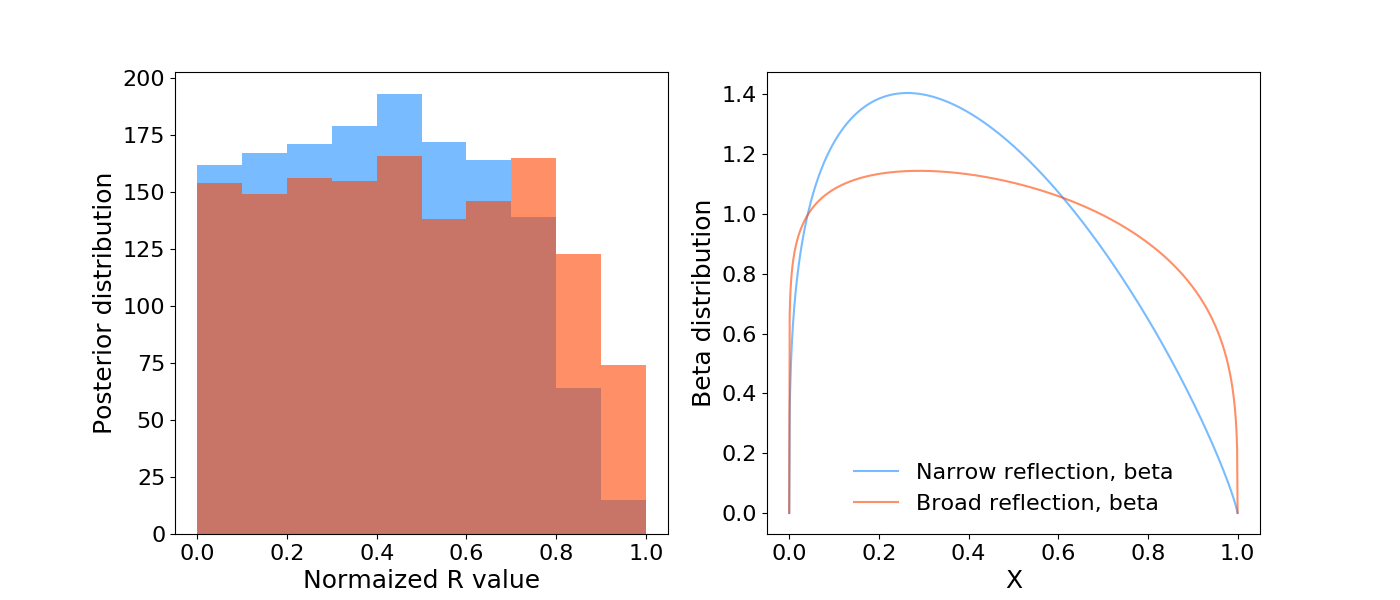 Posterior distribution
200
175
150
125
100
75
50
25
0
0.0 0.2 0.4 0.6 0.8 1.0
Normaized R value
Beta distribution
1.4
1.2
1.0
0.8
0.6
0.4
0.2
0.0
Narrow reflection, beta
Broad reflection, beta
0.0 0.2 0.4 0.6 0.8 1.0
X